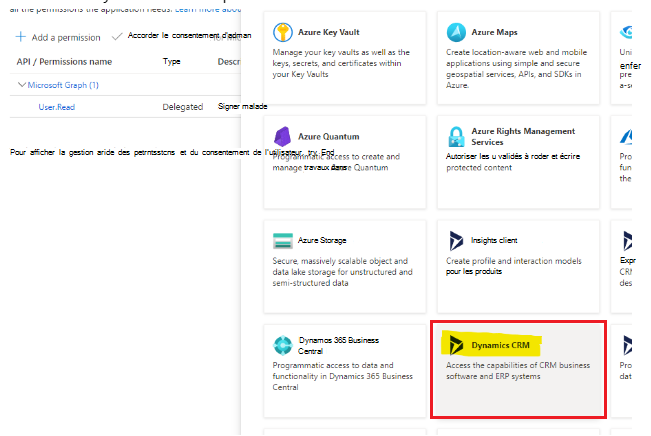 all the permissions the application needs. Learn more about
Add a permission
Accorder le consentement d'adman
API / Permissions name
Type
Descr
Microsoft Graph (1)
User.Read
Delegated
Signer malade
Pour afficher la gestion aride des petrntsstcns et du consentement de l'utilisateur, try End
Azure Key Vault
Manage your key vaults as well as the
keys, secrets, and certificates within
your Key Vaults
Azure Maps
Create location-aware web and mobile
applications using simple and secure
geospatial services, APIs, and SDKs in
Azure.
Uni
enfer
pre
a-se
Azure Quantum
Programmatic access to create and
manage travaux dans Quantum
Azure Rights Management
Services
Autoriser les u validés à roder et écrire
protected content
Pro
fun
the
Azure Storage
Secure, massively scalable object and
data lake storage for unstructured and
semi-structured data
Insights client
Create profile and interaction models
pour les produits
Expr
CRM
des
Dynamos 365 Business
Central
Programmatic access to data and
functionality in Dynamics 365 Business
Central
Dynamics CRM
Access the capabilities of CRM business
software and ERP systems
Pro
dat